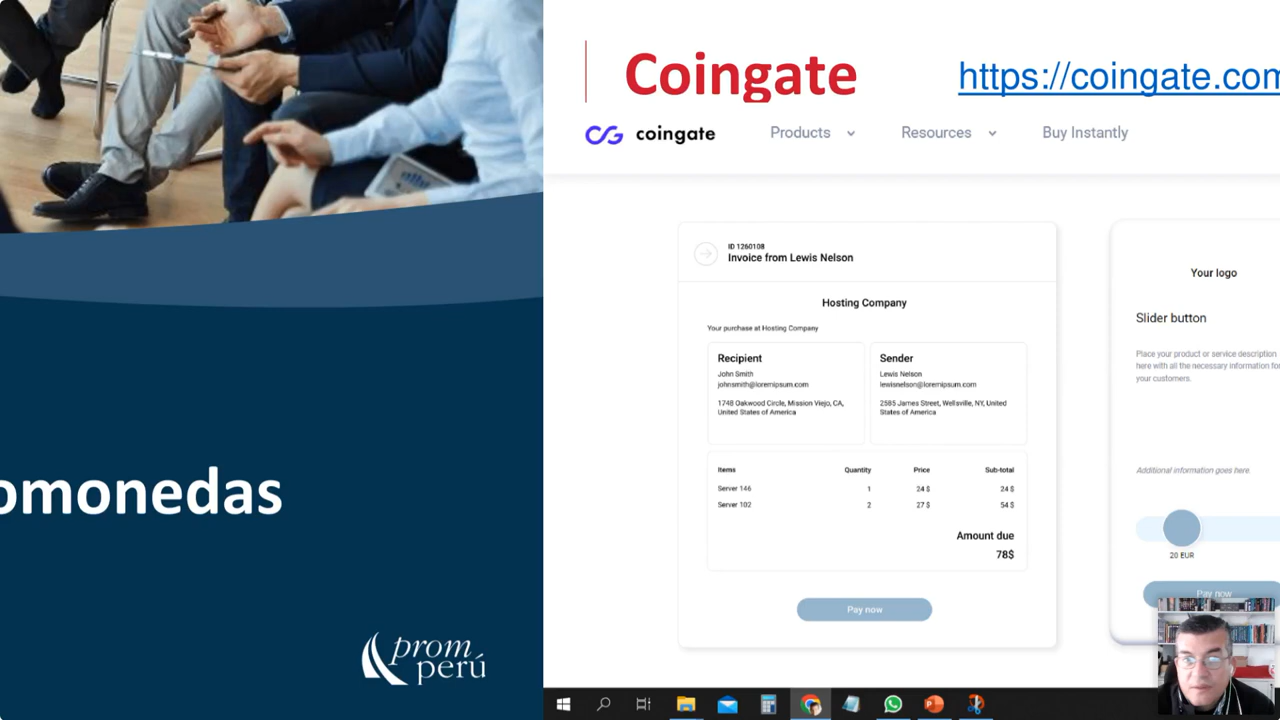 omonedas
prom
perú
Coingate
https://coingate.com
coingate
Products
Resources
Buy Instantly
ID 1260108
Invoice from Lewis Nelson
Hosting Company
Your purchase at Hosting Company
Recipient
John Smith
johnsmith@loremipsum.com
1748 Oakwood Circle, Mission Viejo, CA,
United States of America
Sender
Lewis Nelson
lewisnelson@loremipsum.com
2585 James Street, Wellsville, NY, United
States of America
Items Quantity Price Sub-total
Server 146 1 24 $ 24 $
Server 102 2 27 $ 54 $
Amount due
78$
Pay now
Your logo
Slider button
Place your product or service description
here with all the necessary information for
your customers.
Additional information goes here.
20 EUR
Pay now